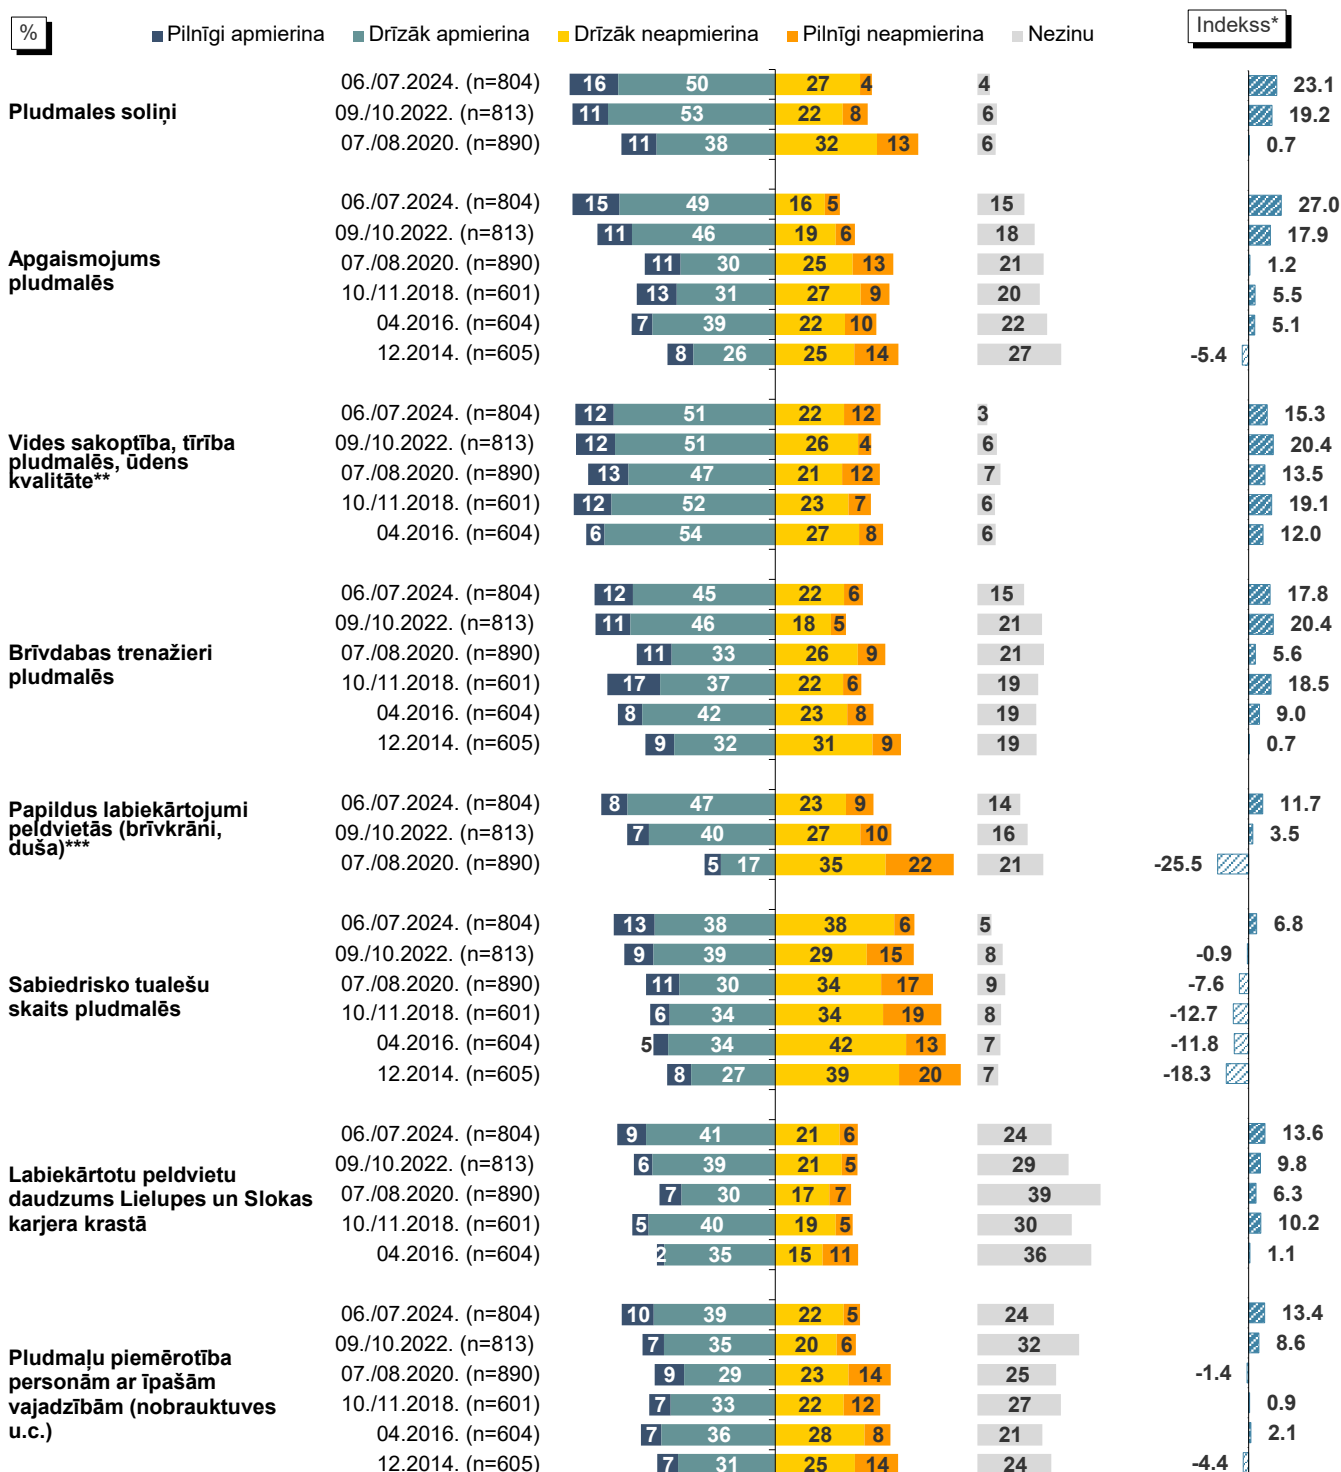 %
Pilnīgi apmierina Drīzāk apmierina Drīzāk neapmierina Pilnīgi neapmierina Nezinu
Indekss*
Pludmales soliņi
06./07.2024. (n=804) 16 50 27 4 4 23.1
09./10.2022. (n=813) 11 53 22 8 6 19.2
07./08.2020. (n=890) 11 38 32 13 6 0.7
Apgaismojums
pludmalēs
06./07.2024. (n=804) 15 49 16 5 15 27.0
09./10.2022. (n=813) 11 46 19 6 18 17.9
07./08.2020. (n=890) 11 30 25 13 21 1.2
10./11.2018. (n=601) 13 31 27 9 20 5.5
04.2016. (n=604) 7 39 22 10 22 5.1
12.2014. (n=605) 8 26 25 14 27 -5.4
Vides sakoptība, tīrība
pludmalēs, ūdens
kvalitāte**
06./07.2024. (n=804) 12 51 22 12 3 15.3
09./10.2022. (n=813) 12 51 26 4 6 20.4
07./08.2020. (n=890) 13 47 21 12 7 13.5
10./11.2018. (n=601) 12 52 23 7 6 19.1
04.2016. (n=604) 6 54 27 8 6 12.0
Brīvdabas trenažieri
pludmalēs
06./07.2024. (n=804) 12 45 22 6 15 17.8
09./10.2022. (n=813) 11 46 18 5 21 20.4
07./08.2020. (n=890) 11 33 26 9 21 5.6
10./11.2018. (n=601) 17 37 22 6 19 18.5
04.2016. (n=604) 8 42 23 8 19 9.0
12.2014. (n=605) 9 32 31 9 19 0.7
Papildus labiekārtojumi
peldvietās (brīvkrāni,
duša)***
06./07.2024. (n=804) 8 47 23 9 14 11.7
09./10.2022. (n=813) 7 40 27 10 16 3.5
07./08.2020. (n=890) 5 17 35 22 21 -25.5
Sabiedrisko tualešu
skaits pludmalēs
06./07.2024. (n=804) 13 38 38 6 5 6.8
09./10.2022. (n=813) 9 39 29 15 8 -0.9
07./08.2020. (n=890) 11 30 34 17 9 -7.6
10./11.2018. (n=601) 6 34 34 19 8 -12.7
04.2016. (n=604) 5 34 42 13 7 -11.8
12.2014. (n=605) 8 27 39 20 7 -18.3
Labiekārtotu peldvietu
daudzums Lielupes un Slokas
karjera krastā
06./07.2024. (n=804) 9 41 21 6 24 13.6
09./10.2022. (n=813) 6 39 21 5 29 9.8
07./08.2020. (n=890) 7 30 17 7 39 6.3
10./11.2018. (n=601) 5 40 19 5 30 10.2
04.2016. (n=604) 2 35 15 11 36 1.1
Pludmaļu piemērotība
personām ar īpašām
vajadzībām (nobrauktuves
u.c.)
06./07.2024. (n=804) 10 39 22 5 24 13.4
09./10.2022. (n=813) 7 35 20 6 32 8.6
07./08.2020. (n=890) 9 29 23 14 25 -1.4
10./11.2018. (n=601) 7 33 22 12 27 0.9
04.2016. (n=604) 7 36 28 8 21 2.1
12.2014. (n=605) 7 31 25 14 24 -4.4